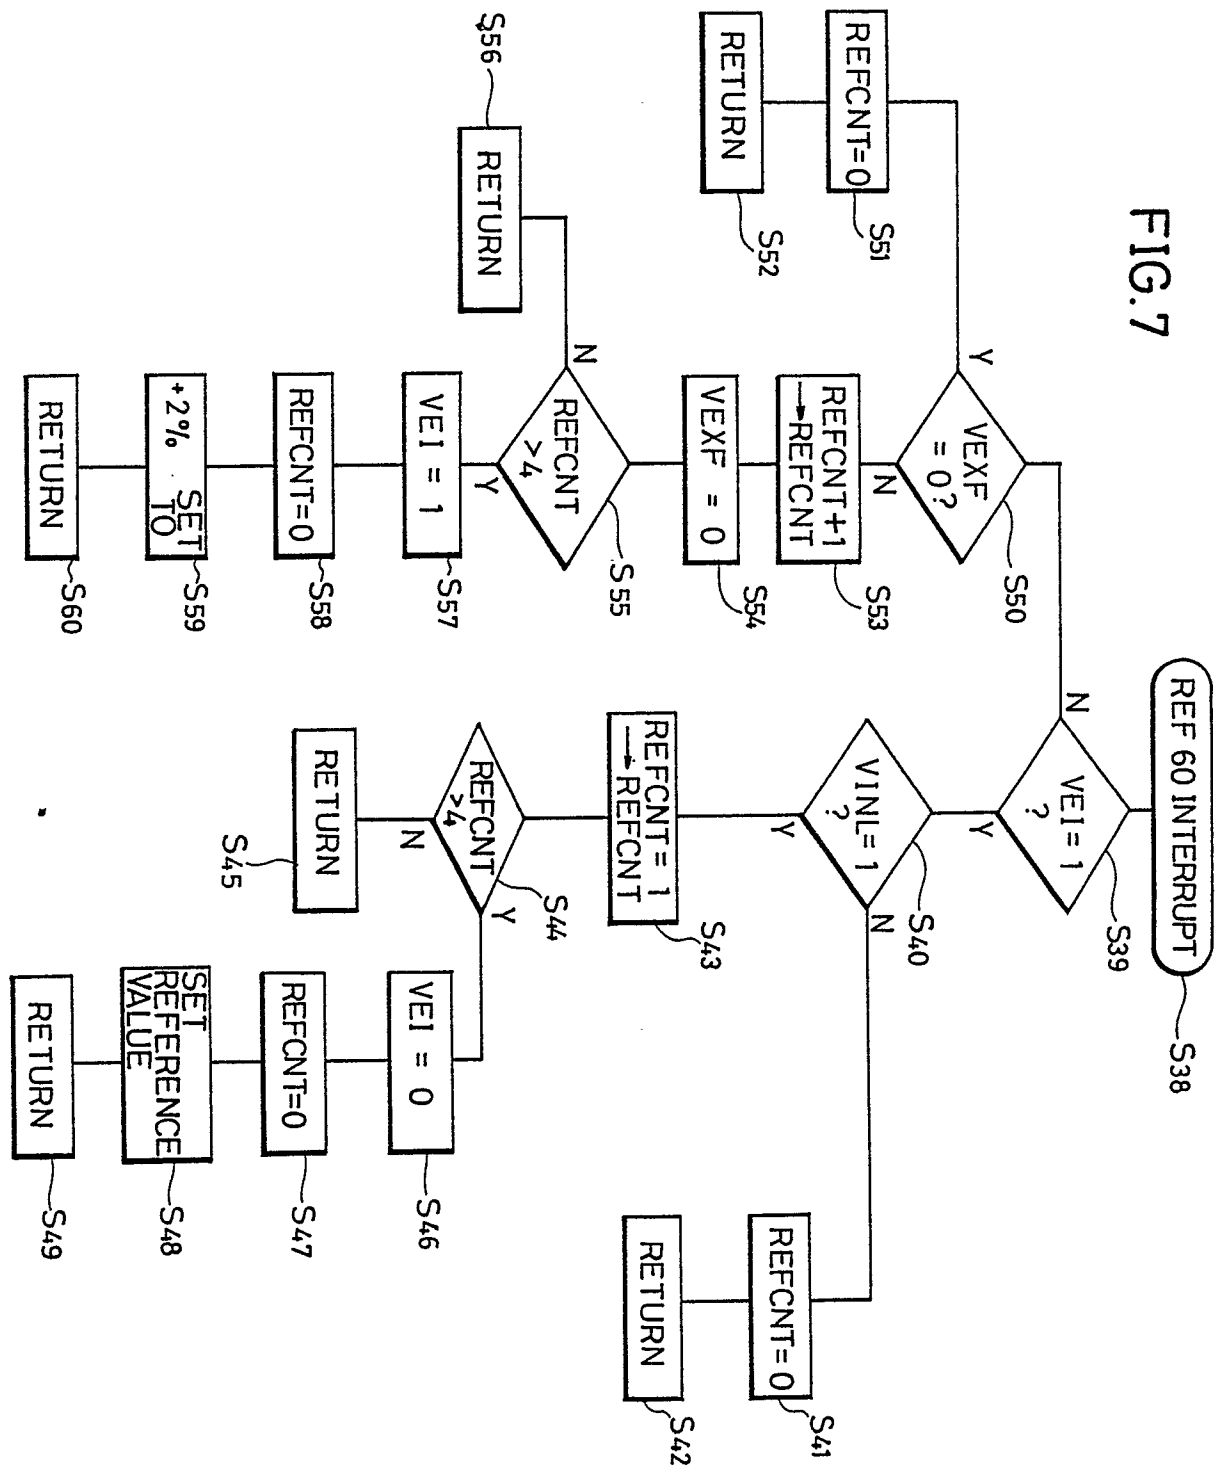 FIG.7
REF 60 INTERRUPT
S38
VEI=1
?
S39
N
Y
VINL=1
?
S40
N
Y
REFCNT=0
S41
RETURN
S42
REFCNT=1
→REFCNT
S43
REFCNT
>4
S44
N
Y
RETURN
S45
VEI = 0
S46
REFCNT=0
S47
SET
REFERENCE
VALUE
S48
RETURN
S49
VEXF
= 0?
S50
Y
N
REFCNT=0
S51
RETURN
S52
REFCNT+1
→REFCNT
S53
VEXF = 0
S54
REFCNT
>4
S55
N
Y
RETURN
S56
VEI = 1
S57
REFCNT=0
S58
SET TO
+2%
S59
RETURN
S60